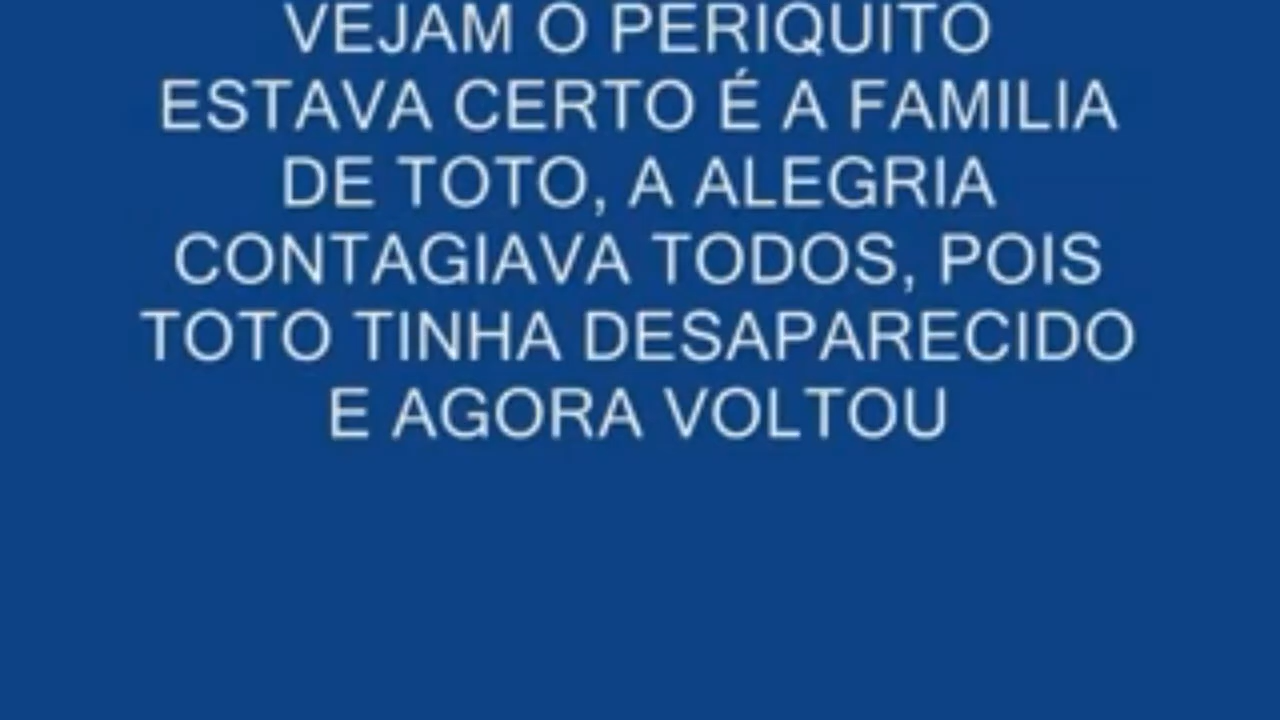 VEJAM O PERIQUITO
ESTAVA CERTO É A FAMILIA
DE TOTO, A ALEGRIA
CONTAGIAVA TODOS, POIS
TOTO TINHA DESAPARECIDO
E AGORA VOLTOU